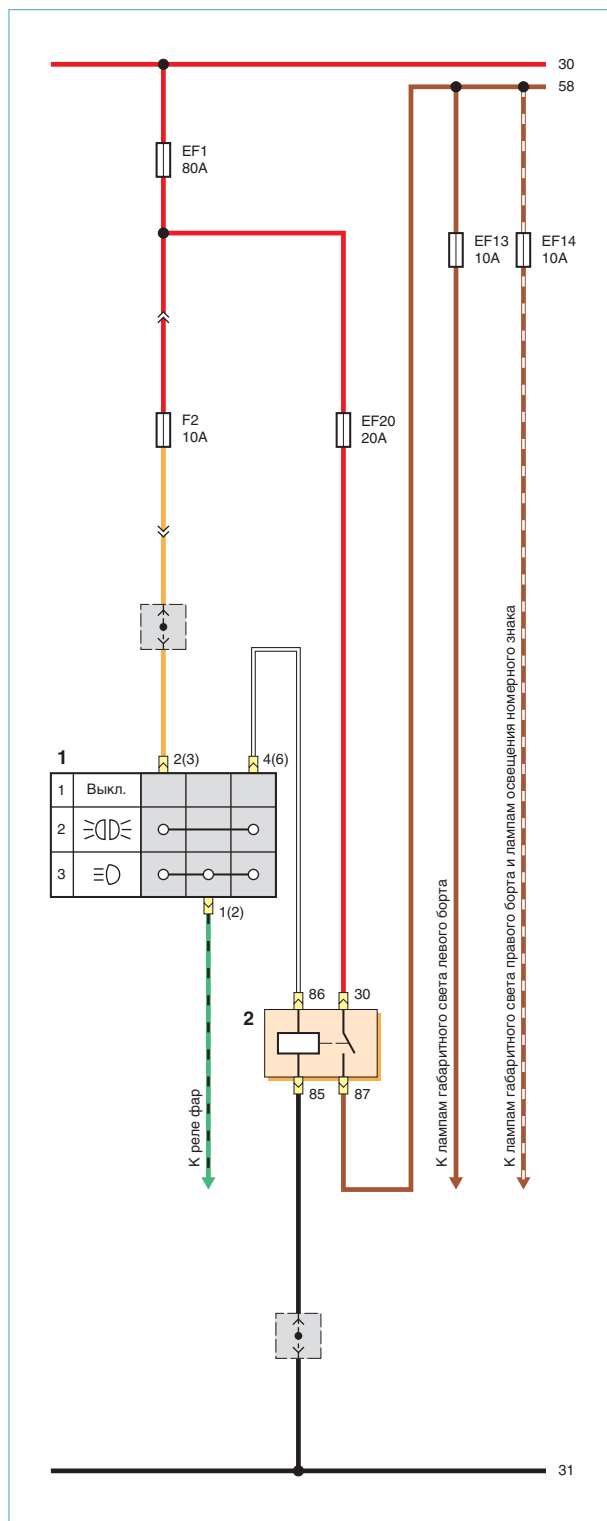 30
58
EF1
80A
EF13
10A
EF14
10A
F2
10A
EF20
20A
1
2(3)
4(6)
1
Выкл.
2
3
1(2)
К реле фар
К лампам габаритного света левого борта
К лампам габаритного света правого борта и лампам освещения номерного знака
2
86
30
85
87
31